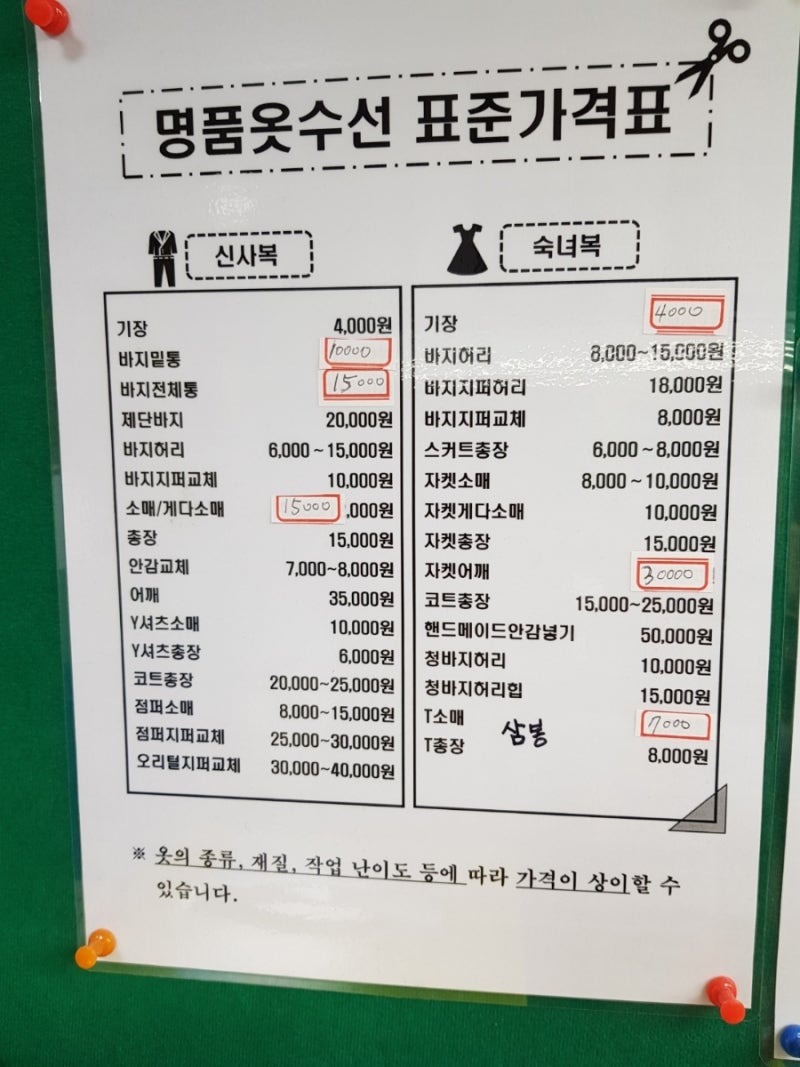 명품옷수선 표준가격표
신사복
기장 4,000원
바지밑통 10000
바지전체통 15000
제단바지 20,000원
바지허리 6,000~15,000원
바지지퍼교체 10,000원
소매/게다소매 15000 ,000원
총장 15,000원
안감교체 7,000~8,000원
어깨 35,000원
Y셔츠소매 10,000원
Y셔츠총장 6,000원
코트총장 20,000~25,000원
점퍼소매 8,000~15,000원
점퍼지퍼교체 25,000~30,000원
오리털지퍼교체 30,000~40,000원
숙녀복
기장 4000
바지허리 8,000~15,000원
바지지퍼허리 18,000원
바지지퍼교체 8,000원
스커트총장 6,000~8,000원
자켓소매 8,000~10,000원
자켓게다소매 10,000원
자켓총장 15,000원
자켓어깨 30000
코트총장 15,000~25,000원
핸드메이드안감넣기 50,000원
청바지허리 10,000원
청바지허리힙 15,000원
T소매 7000
삼봉
T총장 8,000원
※ 옷의 종류, 재질, 작업 난이도 등에 따라 가격이 상이할 수
있습니다.